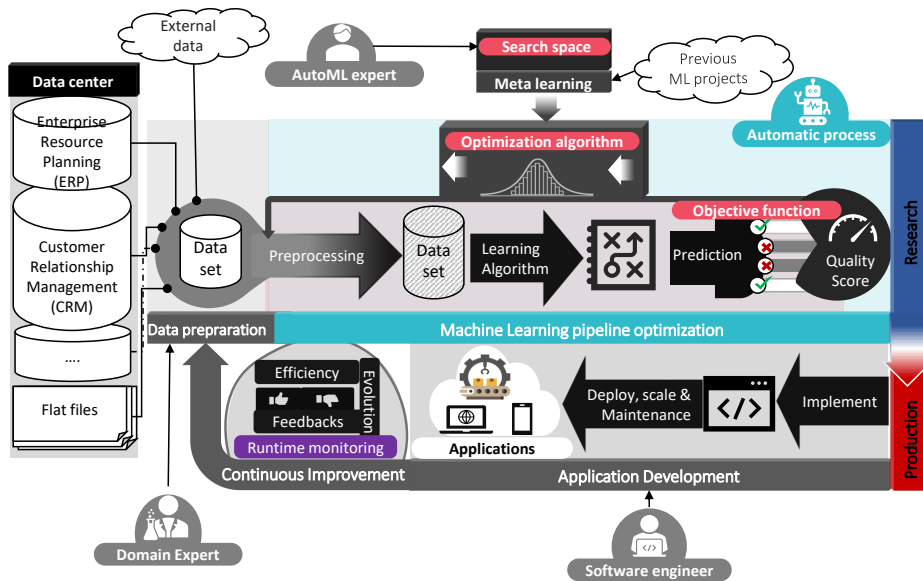 External
data
AutoML expert
Search space
Meta learning
Previous
ML projects
Data center
Enterprise
Resource
Planning
(ERP)
Customer
Relationship
Management
(CRM)
....
Flat files
Automatic process
Optimization algorithm
Objective function
Data
set
Preprocessing
Data
set
Learning
Algorithm
Prediction
Quality
Score
Research
Data prepraration
Machine Learning pipeline optimization
Efficiency
Feedbacks
Evolution
Runtime monitoring
Applications
Deploy, scale &
Maintenance
</>
Implement
Production
Continuous Improvement
Application Development
Domain Expert
</>
Software engineer